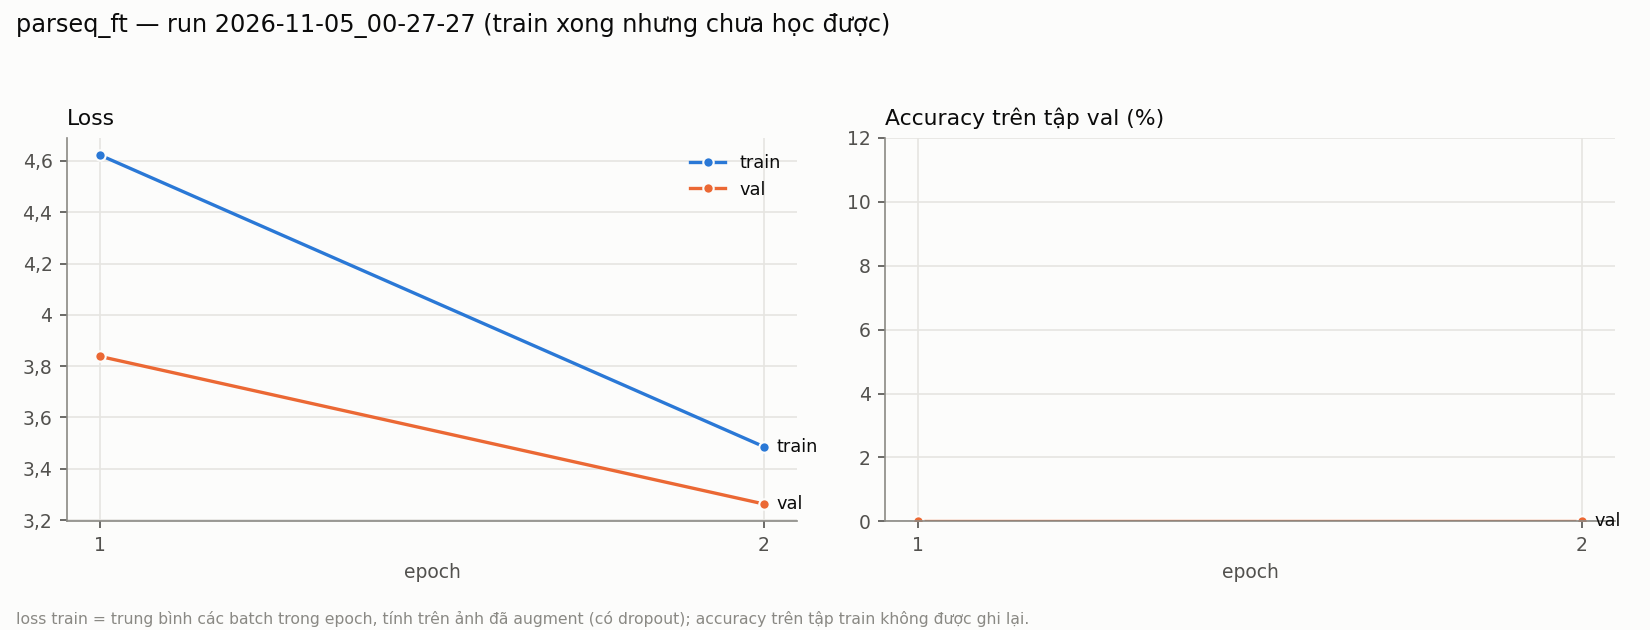 parseq_ft — run 2026-11-05_00-27-27 (train xong nhưng chưa học được)
Loss
4,6
4,4
4,2
4
3,8
3,6
3,4
3,2
train
val
train
val
1
2
epoch
Accuracy trên tập val (%)
12
10
8
6
4
2
0
val
1
2
epoch
loss train = trung bình các batch trong epoch, tính trên ảnh đã augment (có dropout); accuracy trên tập train không được ghi lại.